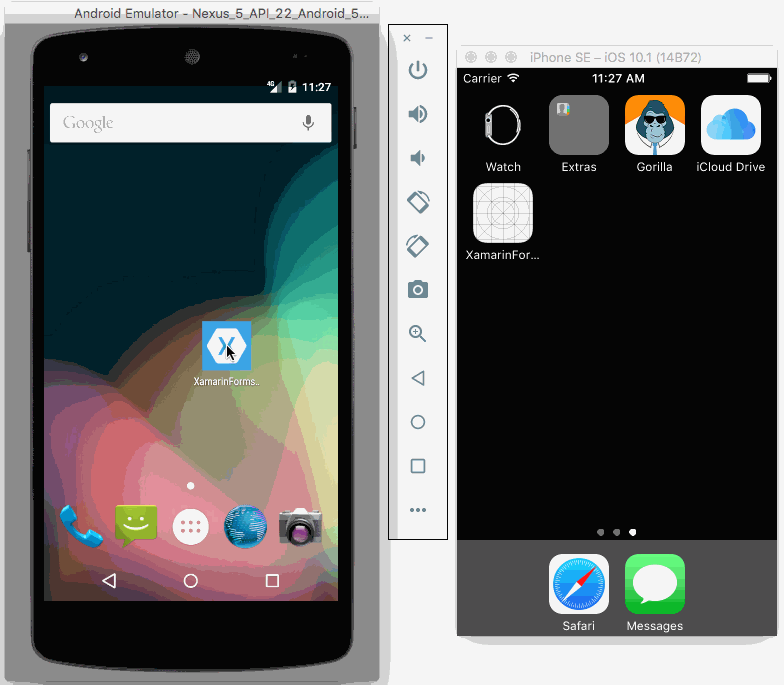 Android Emulator - Nexus_5_API_22_Android_5...
4G
11:27
Google
XamarinForms..
iPhone SE – iOS 10.1 (14B72)
Carrier
11:27 AM
Watch
Extras
Gorilla
iCloud Drive
XamarinFor...
Safari
Messages